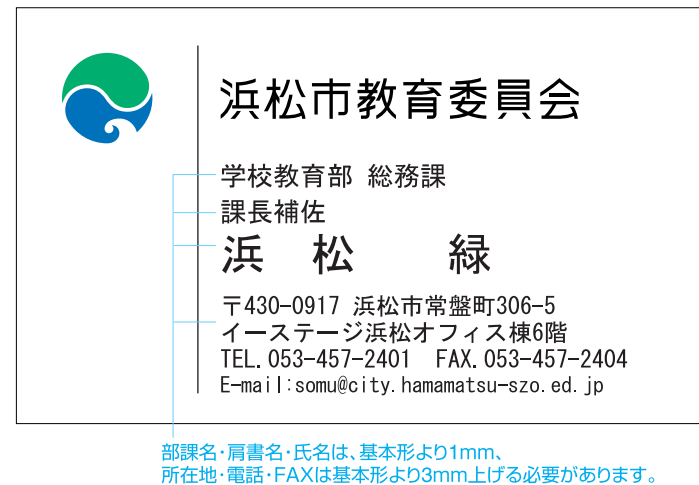 浜松市教育委員会
学校教育部 総務課
課長補佐
浜 松 緑
〒430-0917 浜松市常盤町306-5
イーステージ浜松オフィス棟6階
TEL.053-457-2401 FAX.053-457-2404
E-mail:somu@city.hamamatsu-szo.ed.jp
部課名・肩書名・氏名は、基本形より1mm、
所在地・電話・FAXは基本形より3mm上げる必要があります。